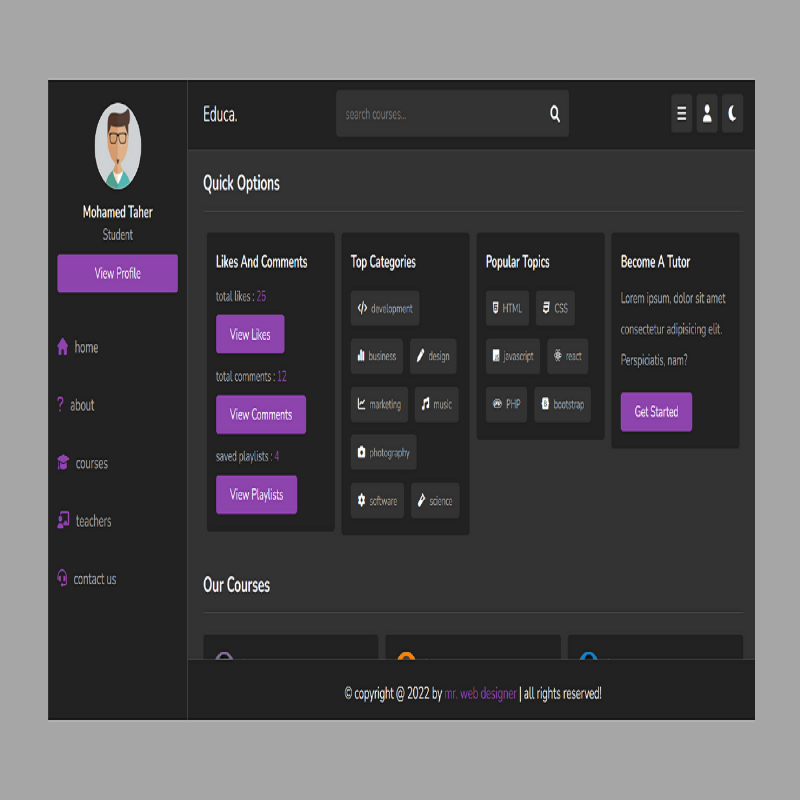 Educa.
search courses...
Mohamed Taher
Student
View Profile
home
about
courses
teachers
contact us
Quick Options
Likes And Comments
total likes : 25
View Likes
total comments : 12
View Comments
saved playlists : 4
View Playlists
Top Categories
development
business design
marketing music
photography
software science
Popular Topics
HTML CSS
javascript react
PHP bootstrap
Become A Tutor
Lorem ipsum, dolor sit amet
consectetur adipisicing elit.
Perspiciatis, nam?
Get Started
Our Courses
© copyright @ 2022 by mr. web designer | all rights reserved!